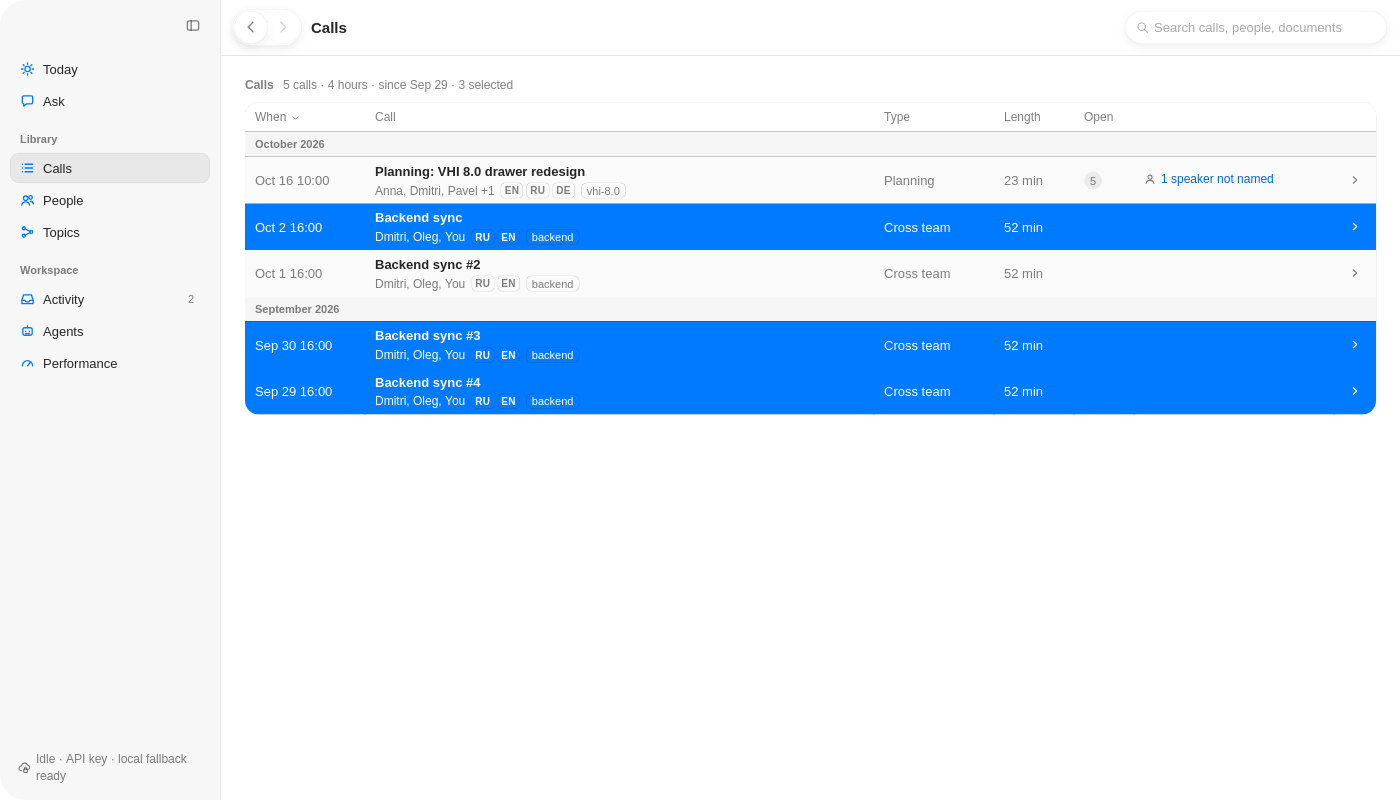 Calls
Search calls, people, documents
Today
Ask
Library
Calls
People
Topics
Workspace
Activity 2
Agents
Performance
Idle · API key · local fallback
ready
Calls 5 calls · 4 hours · since Sep 29 · 3 selected
When Call Type Length Open
October 2026
Oct 16 10:00 Planning: VHI 8.0 drawer redesign Planning 23 min 5 1 speaker not named
Anna, Dmitri, Pavel +1 EN RU DE vhi-8.0
Oct 2 16:00 Backend sync Cross team 52 min
Dmitri, Oleg, You RU EN backend
Oct 1 16:00 Backend sync #2 Cross team 52 min
Dmitri, Oleg, You RU EN backend
September 2026
Sep 30 16:00 Backend sync #3 Cross team 52 min
Dmitri, Oleg, You RU EN backend
Sep 29 16:00 Backend sync #4 Cross team 52 min
Dmitri, Oleg, You RU EN backend